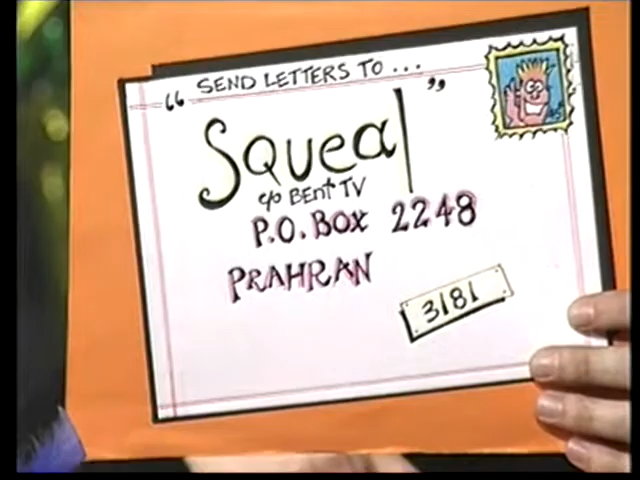 “ SEND LETTERS TO ... ”
Squeal
c/o BEnt TV
P.O. BOX 2248
PRAHRAN
3181